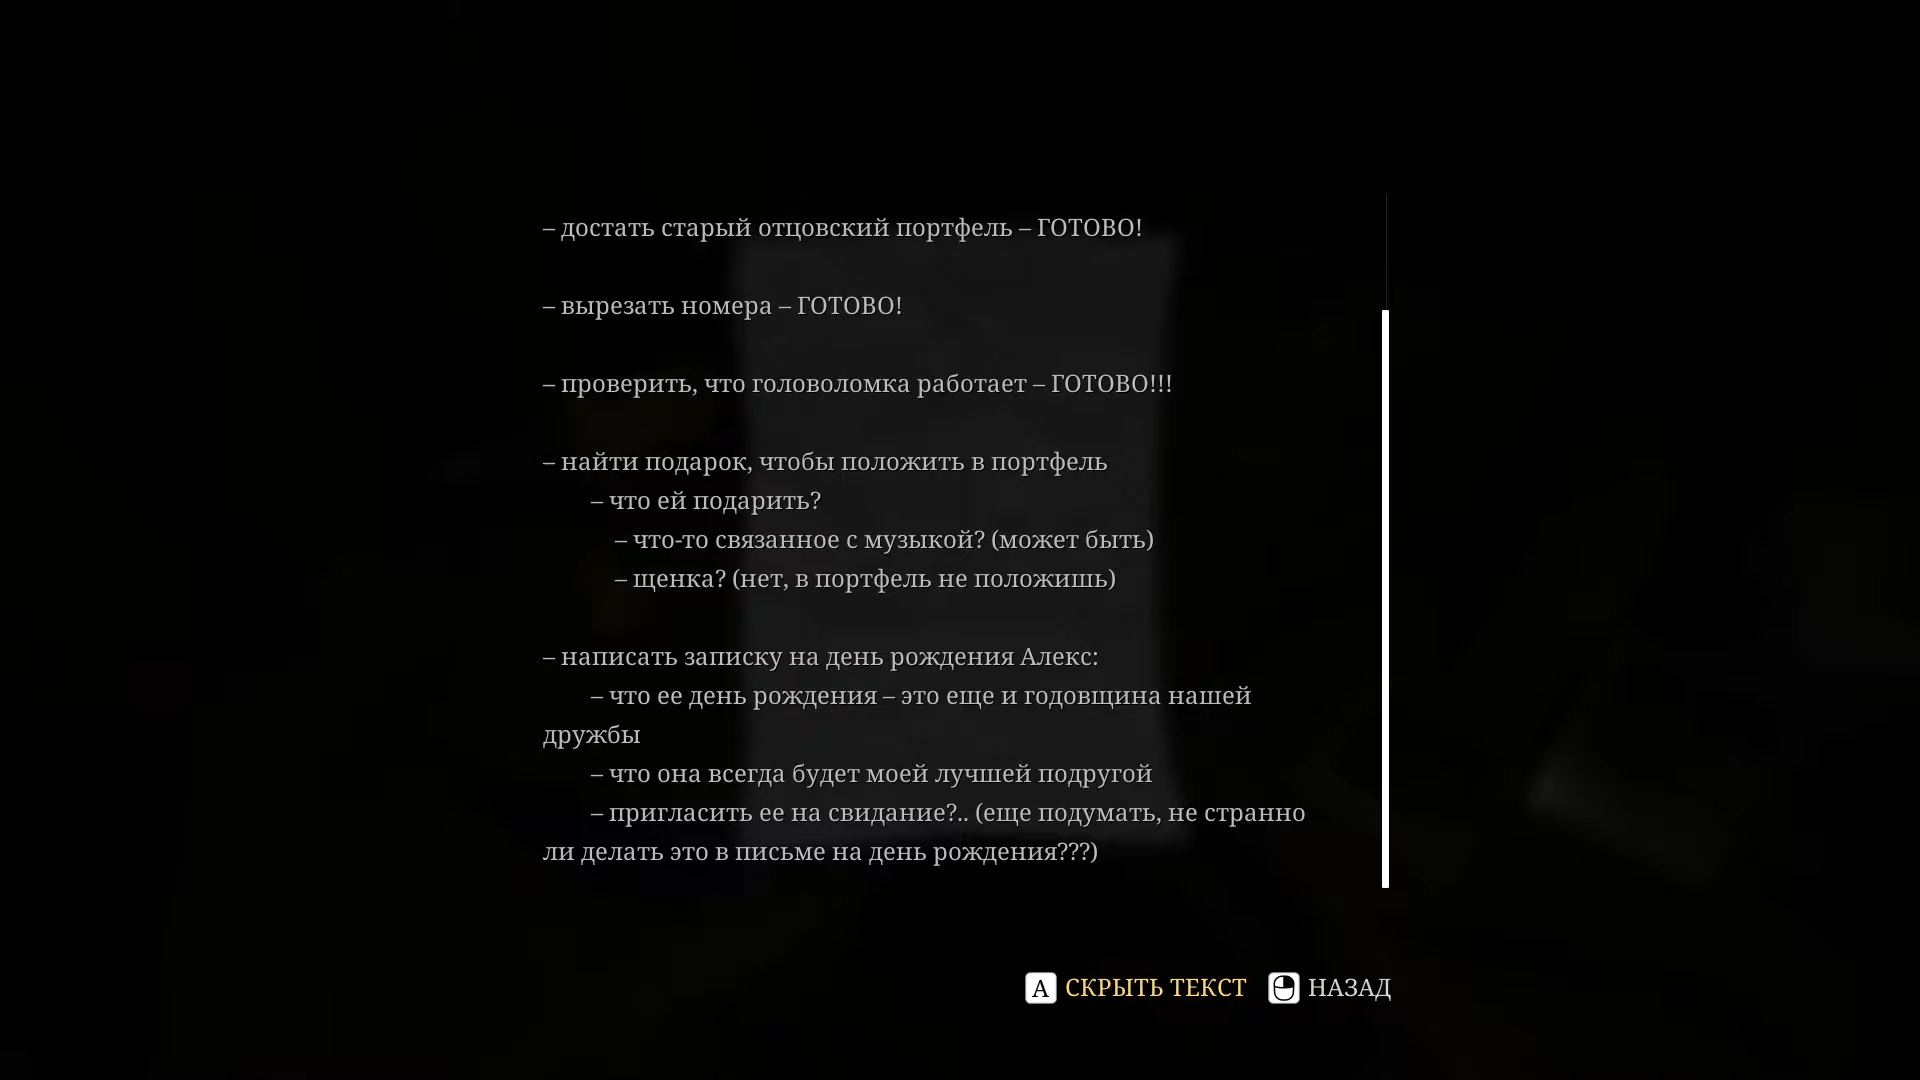 – достать старый отцовский портфель – ГОТОВО!
– вырезать номера – ГОТОВО!
– проверить, что головоломка работает – ГОТОВО!!!
– найти подарок, чтобы положить в портфель
– что ей подарить?
– что-то связанное с музыкой? (может быть)
– щенка? (нет, в портфель не положишь)
– написать записку на день рождения Алекс:
– что ее день рождения – это еще и годовщина нашей
дружбы
– что она всегда будет моей лучшей подругой
– пригласить ее на свидание?.. (еще подумать, не странно
ли делать это в письме на день рождения???)
A СКРЫТЬ ТЕКСТ НАЗАД